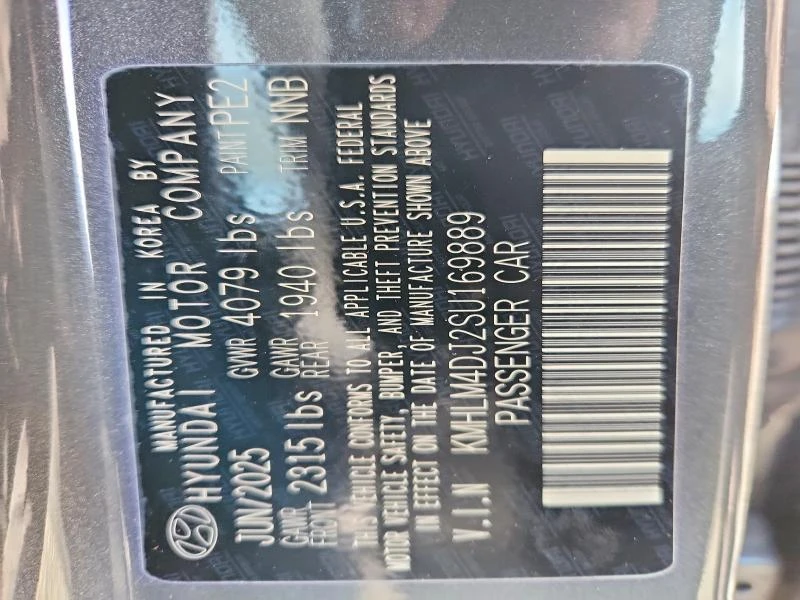 MANUFACTURED IN KOREA BY
HYUNDAI MOTOR COMPANY
JUN/2025 GVWR 4079 lbs PAINT PE2
GAWR FRONT 2315 lbs GAWR REAR 1940 lbs TRIM NNB
THIS VEHICLE CONFORMS TO ALL APPLICABLE U.S.A. FEDERAL
MOTOR VEHICLE SAFETY, BUMPER, AND THEFT PREVENTION STANDARDS
IN EFFECT ON THE DATE OF MANUFACTURE SHOWN ABOVE
V.I.N KMHLM4DJ2SU169889
PASSENGER CAR